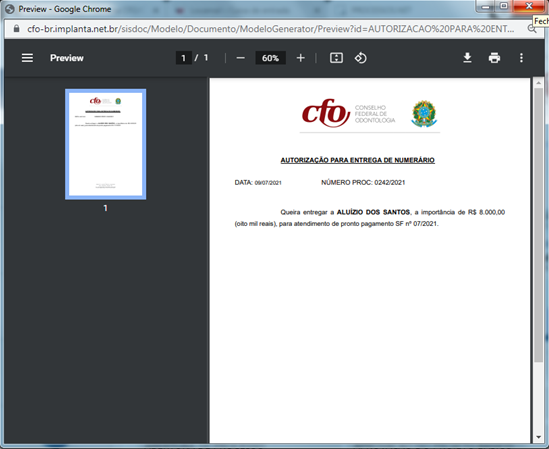 Preview - Google Chrome
Fech
cfo-br.implanta.net.br/sisdoc/Modelo/Documento/ModeloGenerator/Preview?id=AUTORIZACAO%20PARA%20ENT...
Preview
1 / 1
60%
cfo
CONSELHO
FEDERAL DE
ODONTOLOGIA
AUTORIZAÇÃO PARA ENTREGA DE NUMERÁRIO
DATA: 09/07/2021 NÚMERO PROC: 0242/2021
Queira entregar a ALUÍZIO DOS SANTOS, a importância de R$ 8.000,00
(oito mil reais), para atendimento de pronto pagamento SF nº 07/2021.
1